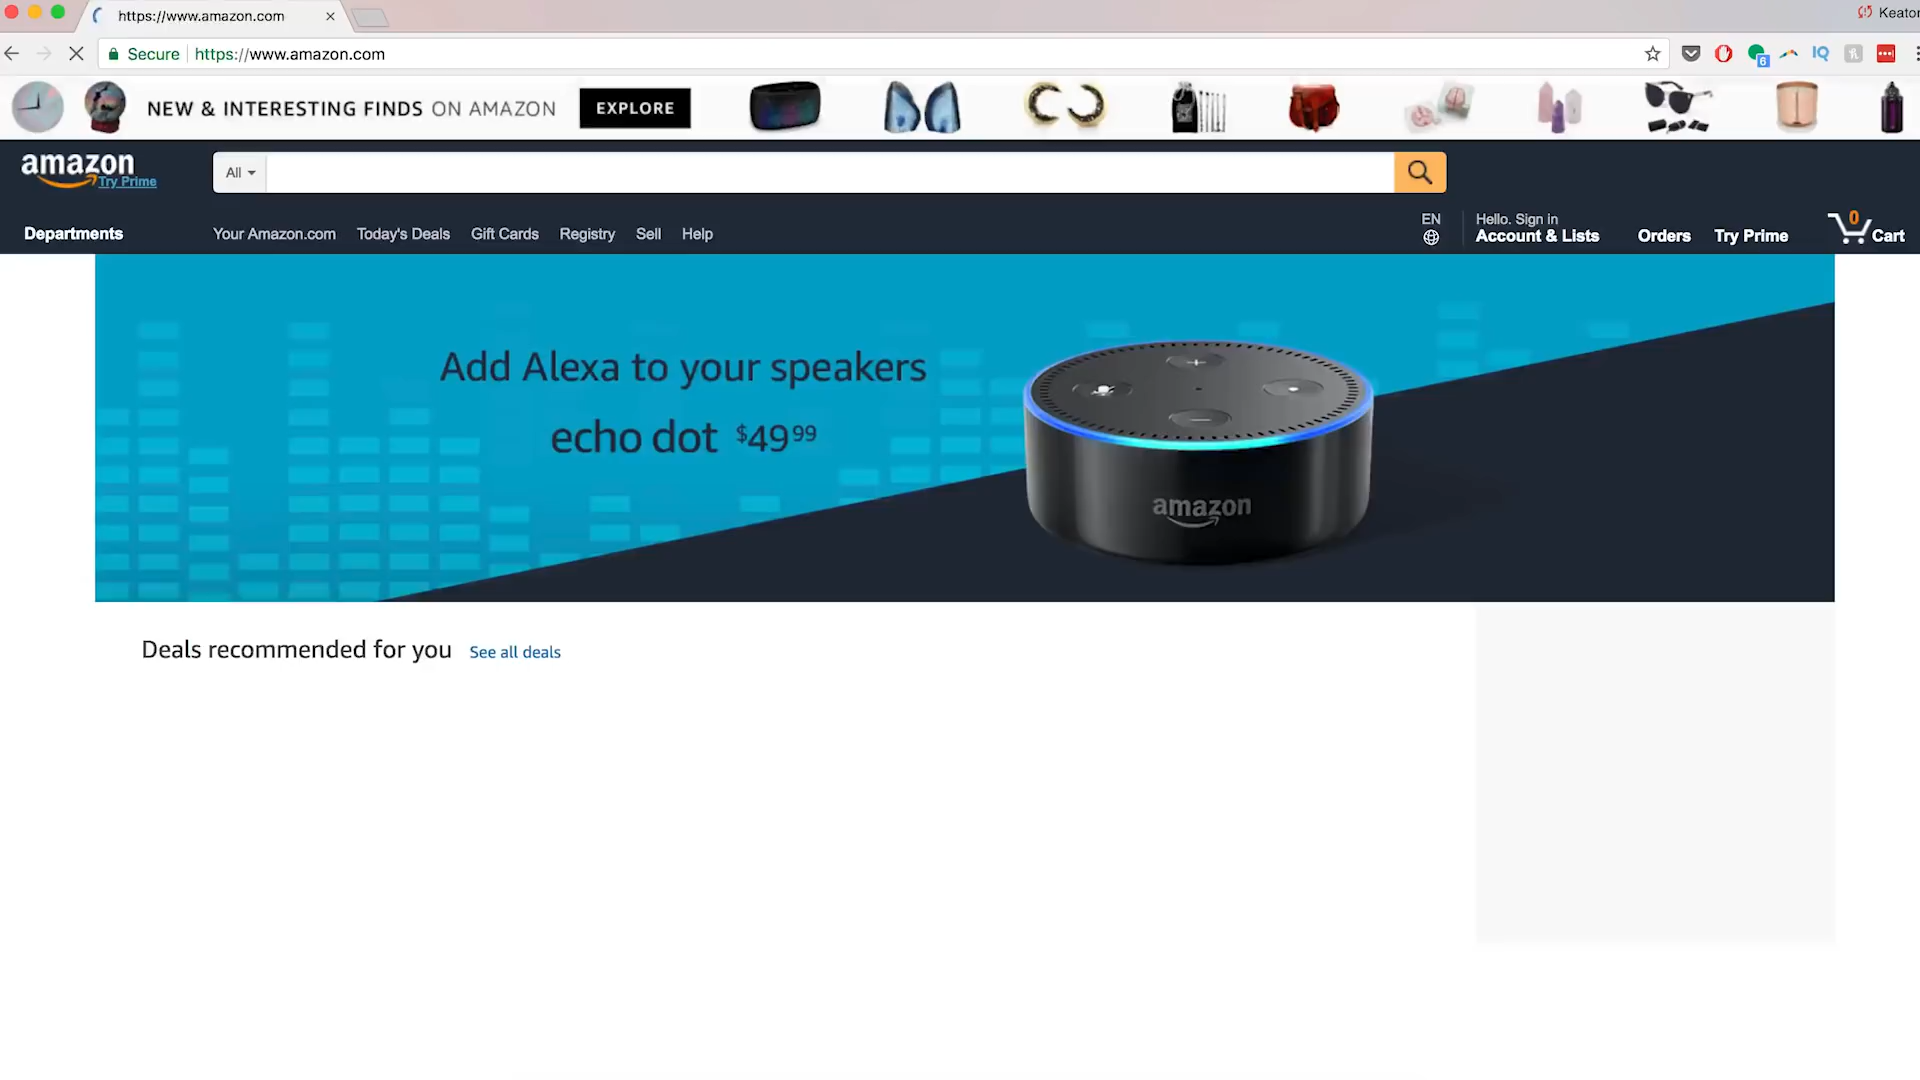 https://www.amazon.com
Keaton
Secure https://www.amazon.com
6
NEW & INTERESTING FINDS ON AMAZON EXPLORE
amazon
Try Prime
All
Departments
Your Amazon.com Today's Deals Gift Cards Registry Sell Help
EN
Hello. Sign in
Account & Lists
Orders
Try Prime
0
Cart
Add Alexa to your speakers
echo dot $49 99
amazon
Deals recommended for you See all deals